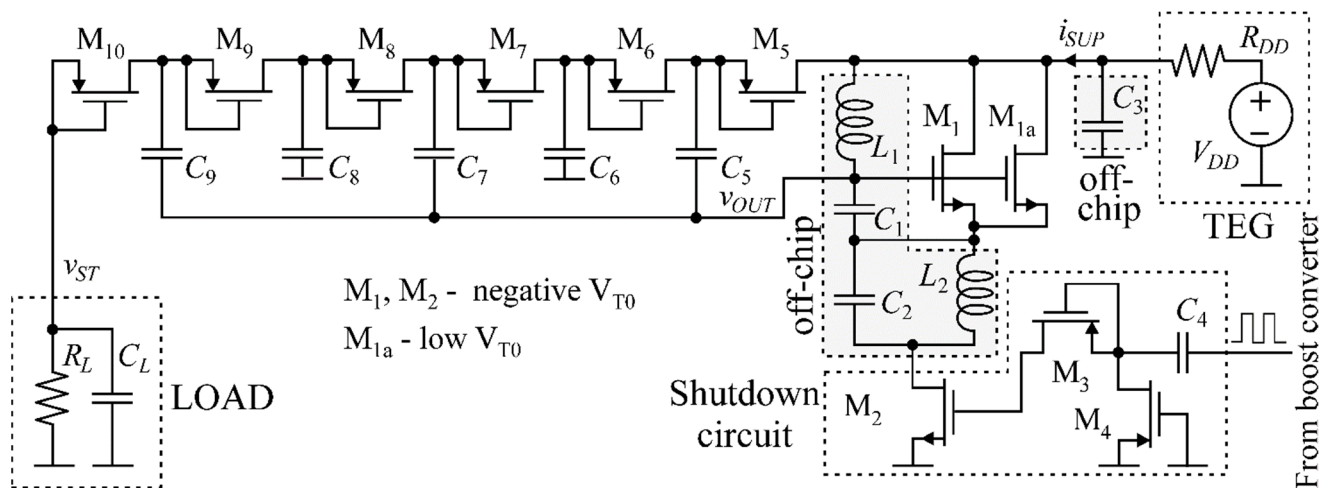 M10 M9 M8 M7 M6 M5 iSUP RDD
C3
M1 M1a
L1
VDD
C9 C8 C7 C6 C5
off-
chip
vOUT
C1
TEG
off-chip
vST
L2
M1, M2 - negative VT0
M1a - low VT0
C2
C4
M3
RL CL
LOAD
Shutdown
circuit
M2
M4
From boost converter